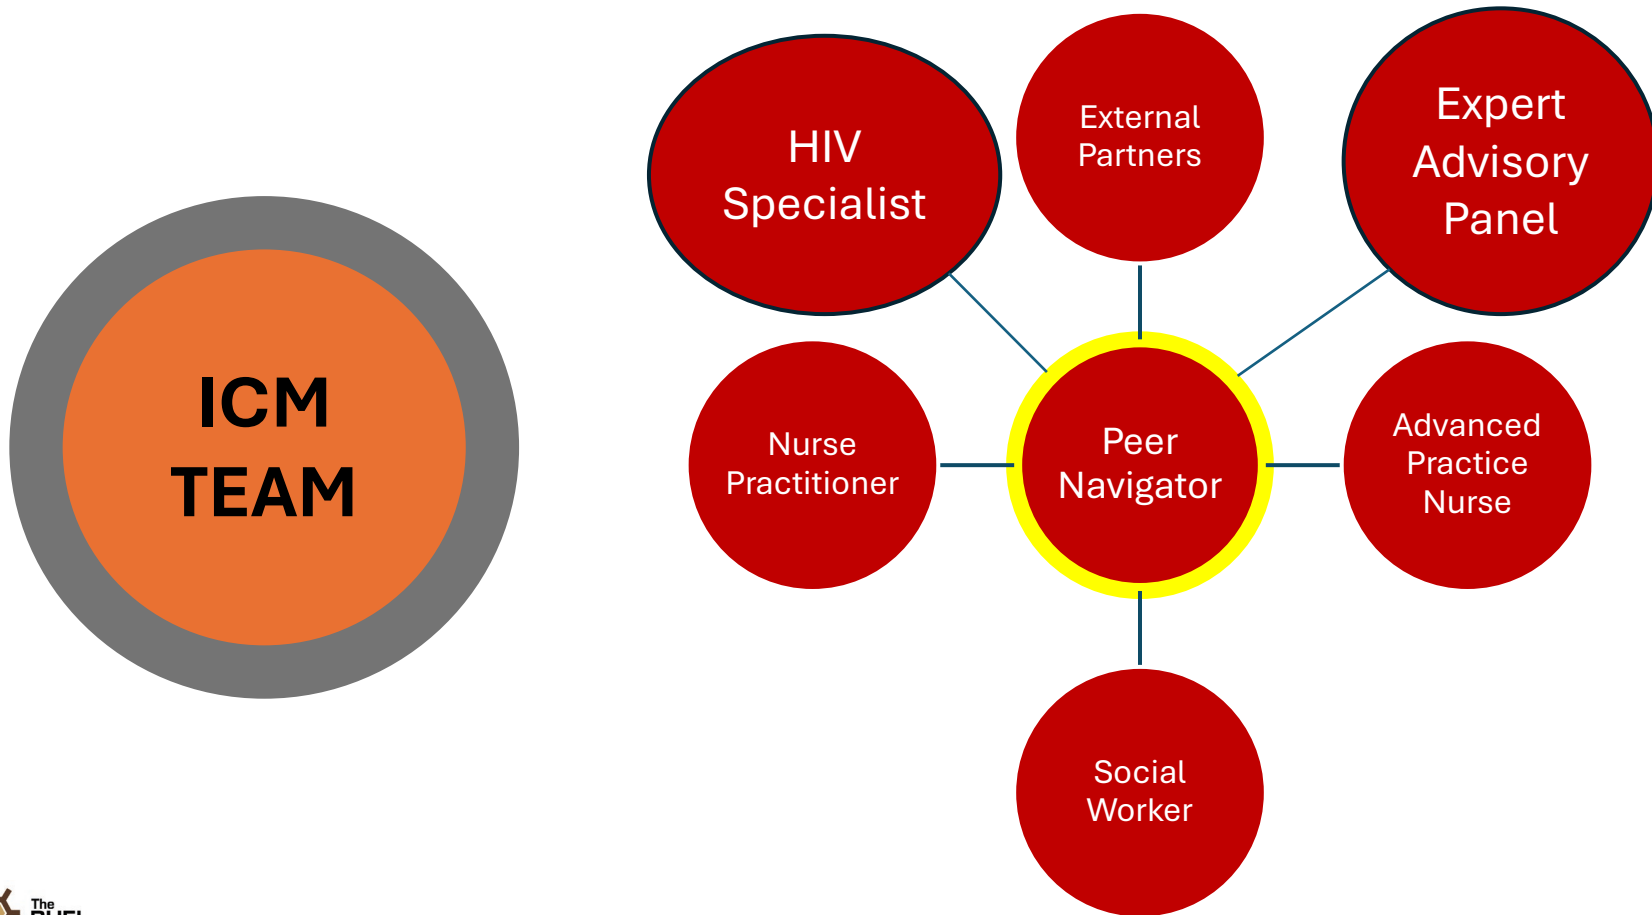 ICM
TEAM
HIV
Specialist
External
Partners
Expert
Advisory
Panel
Nurse
Practitioner
Peer
Navigator
Advanced
Practice
Nurse
Social
Worker
The